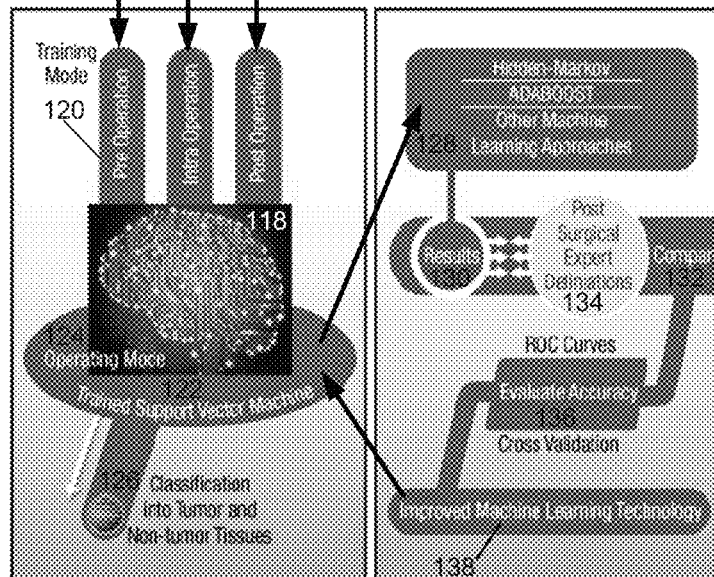 Training
Mode
120
Pre Operation
Intra Operation
Post Operation
118
124
Operating Mode
122
Trained Support Vector Machine
126
Classification
into Tumor and
Non-tumor Tissues
Hidden-Markov
ADABOOST
Other Machine
128
Learning Approaches
Results
130
Post
Surgical
Expert
Deliniations
134
Compare
132
ROC Curves
Evaluate Accuracy
136
Cross Validation
Improved Machine Learning Technology
138